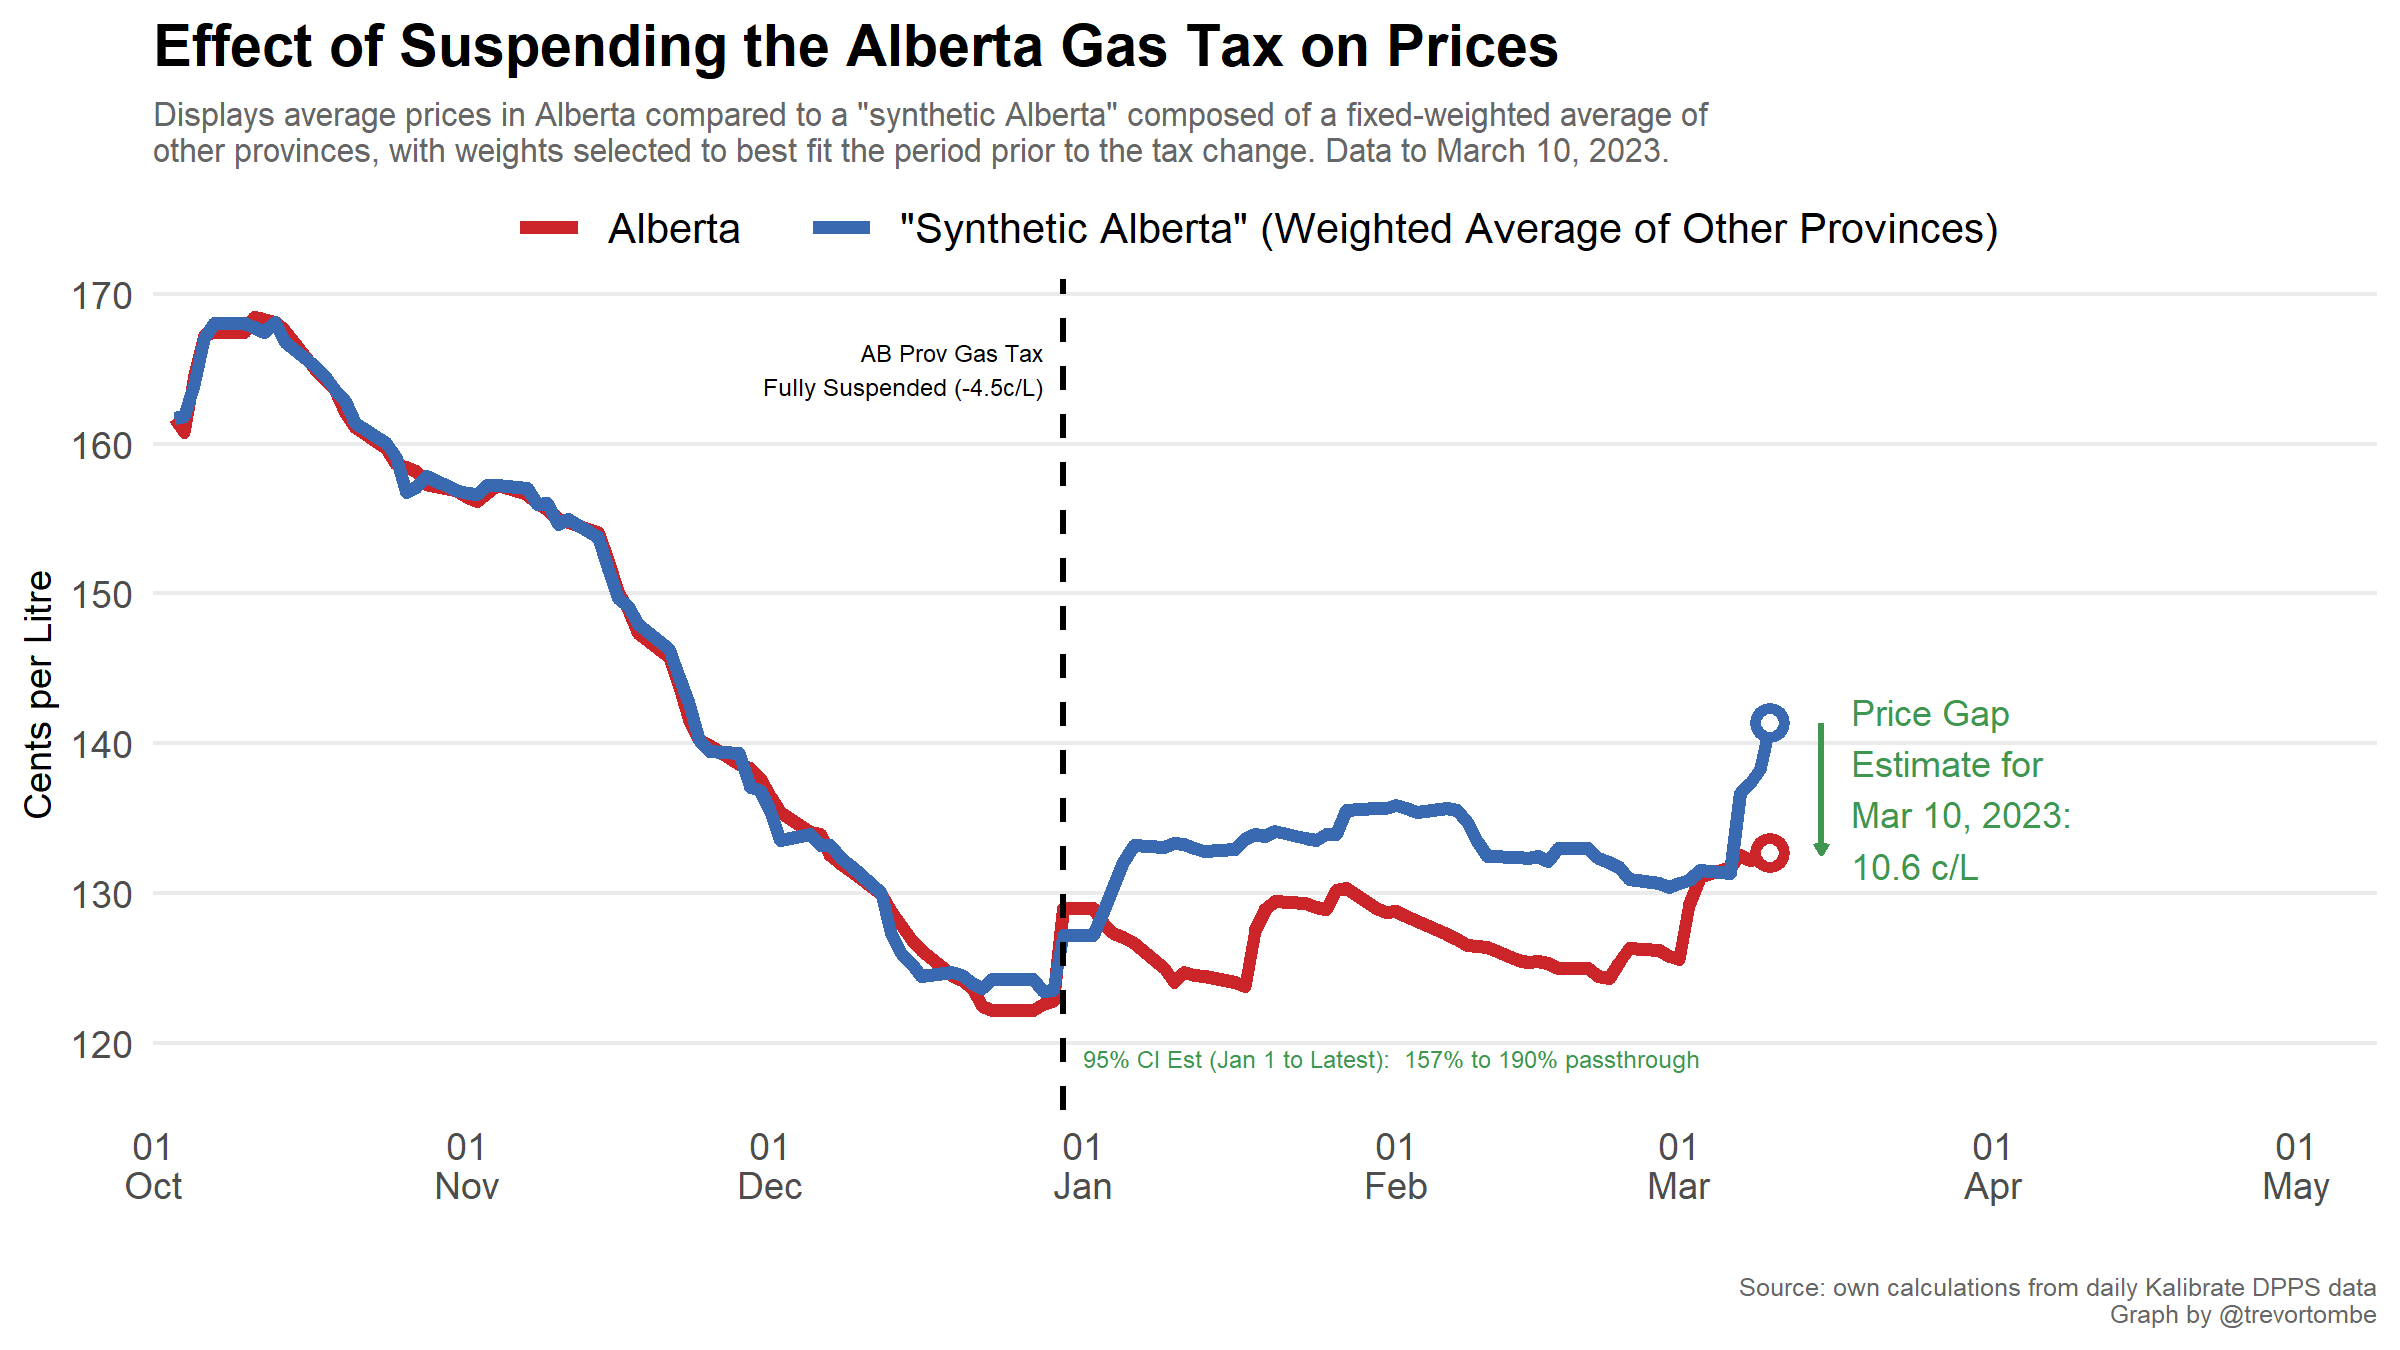 Effect of Suspending the Alberta Gas Tax on Prices
Displays average prices in Alberta compared to a "synthetic Alberta" composed of a fixed-weighted average of
other provinces, with weights selected to best fit the period prior to the tax change. Data to March 10, 2023.
Alberta
"Synthetic Alberta" (Weighted Average of Other Provinces)
170
160
150
140
130
120
Cents per Litre
AB Prov Gas Tax
Fully Suspended (-4.5c/L)
Price Gap
Estimate for
Mar 10, 2023:
10.6 c/L
95% CI Est (Jan 1 to Latest):  157% to 190% passthrough
01 01 01 01 01 01 01 01
Oct Nov Dec Jan Feb Mar Apr May
Source: own calculations from daily Kalibrate DPPS data
Graph by @trevortombe